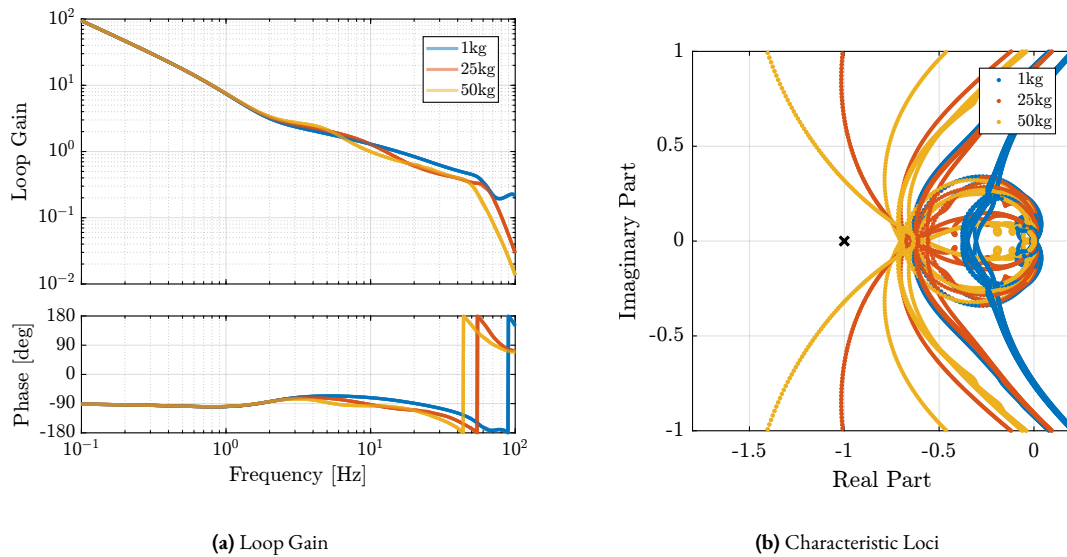 10^2
10^1
10^0
10^-1
10^-2
Loop Gain
1kg
25kg
50kg
180
90
0
-90
-180
Phase [deg]
10^-1
10^0
10^1
10^2
Frequency [Hz]
(a) Loop Gain
1
0.5
0
-0.5
-1
Imaginary Part
1kg
25kg
50kg
-1.5
-1
-0.5
0
Real Part
(b) Characteristic Loci